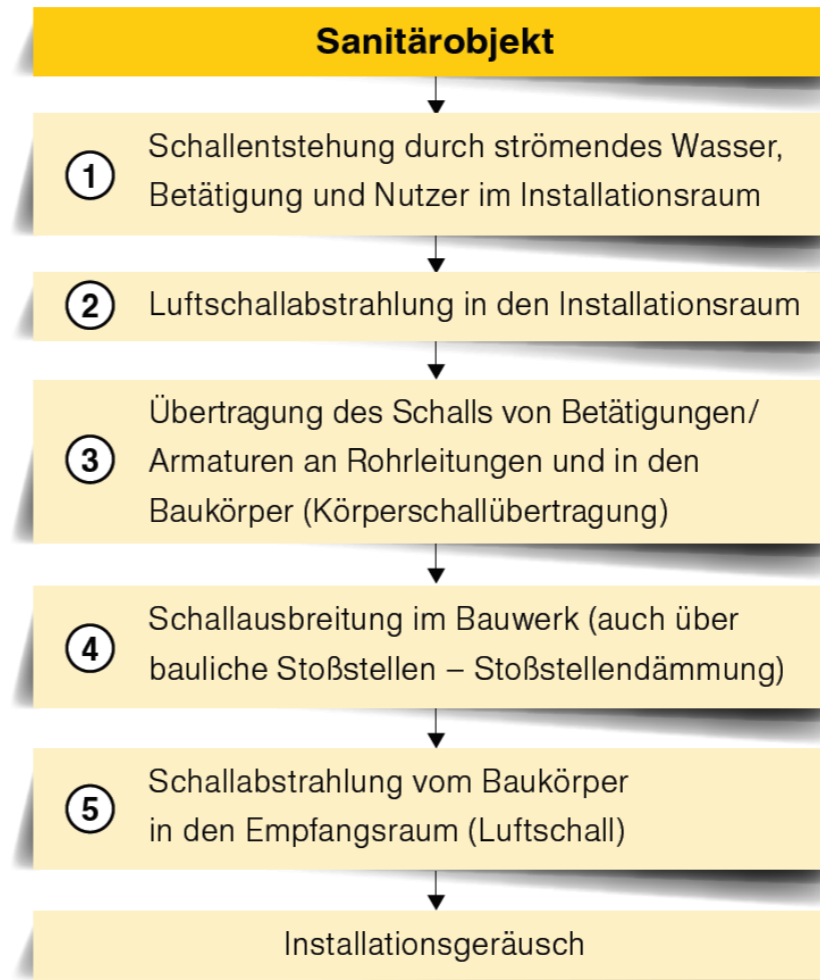 Sanitärobjekt
1 Schallentstehung durch strömendes Wasser,
Betätigung und Nutzer im Installationsraum
2 Luftschallabstrahlung in den Installationsraum
3 Übertragung des Schalls von Betätigungen/
Armaturen an Rohrleitungen und in den
Baukörper (Körperschallübertragung)
4 Schallausbreitung im Bauwerk (auch über
bauliche Stoßstellen – Stoßstellendämmung)
5 Schallabstrahlung vom Baukörper
in den Empfangsraum (Luftschall)
Installationsgeräusch